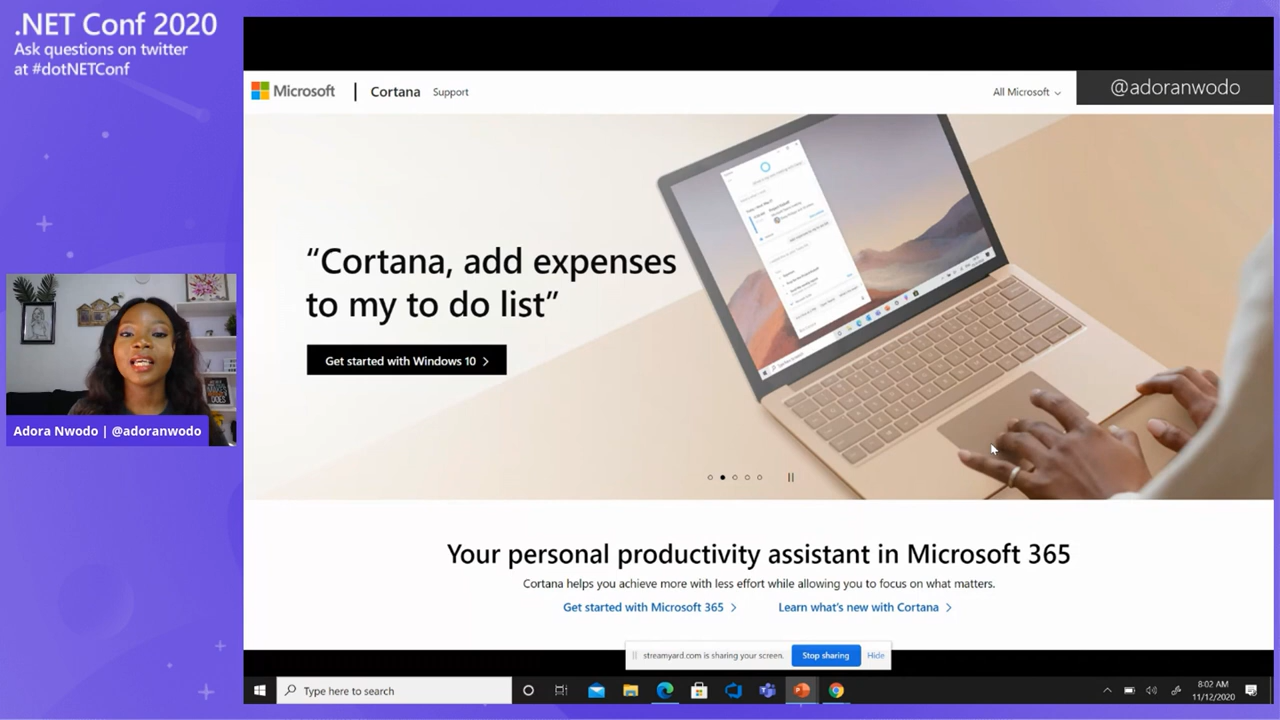 .NET Conf 2020
Ask questions on twitter
at #dotNETConf
Microsoft
Cortana
Support
All Microsoft
@adoranwodo
“Cortana, add expenses
to my to do list”
Get started with Windows 10
Adora Nwodo | @adoranwodo
Your personal productivity assistant in Microsoft 365
Cortana helps you achieve more with less effort while allowing you to focus on what matters.
Get started with Microsoft 365
Learn what’s new with Cortana
streamyard.com is sharing your screen.
Stop sharing
Hide
Type here to search
8:02 AM
11/12/2020